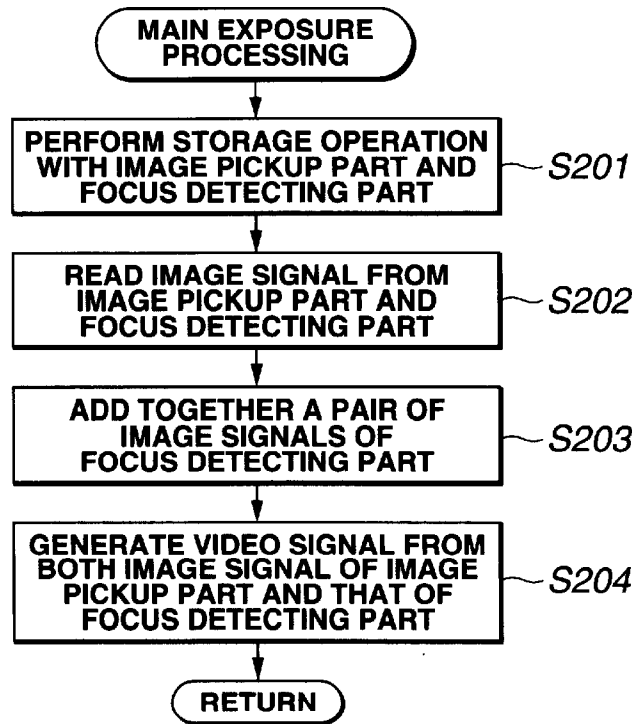 MAIN EXPOSURE
PROCESSING
PERFORM STORAGE OPERATION
WITH IMAGE PICKUP PART AND
FOCUS DETECTING PART
S201
READ IMAGE SIGNAL FROM
IMAGE PICKUP PART AND
FOCUS DETECTING PART
S202
ADD TOGETHER A PAIR OF
IMAGE SIGNALS OF
FOCUS DETECTING PART
S203
GENERATE VIDEO SIGNAL FROM
BOTH IMAGE SIGNAL OF IMAGE
PICKUP PART AND THAT OF
FOCUS DETECTING PART
S204
RETURN